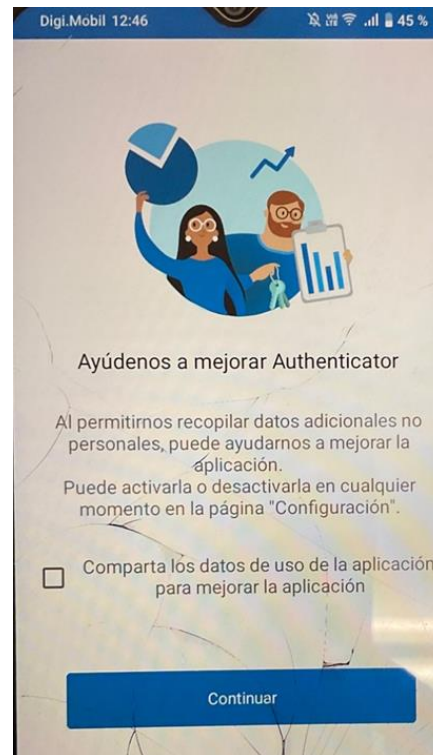 Digi.Mobil 12:46 45 %
Ayúdenos a mejorar Authenticator
Al permitirnos recopilar datos adicionales no
personales, puede ayudarnos a mejorar la
aplicación.
Puede activarla o desactivarla en cualquier
momento en la página "Configuración".
Comparta los datos de uso de la aplicación
para mejorar la aplicación
Continuar